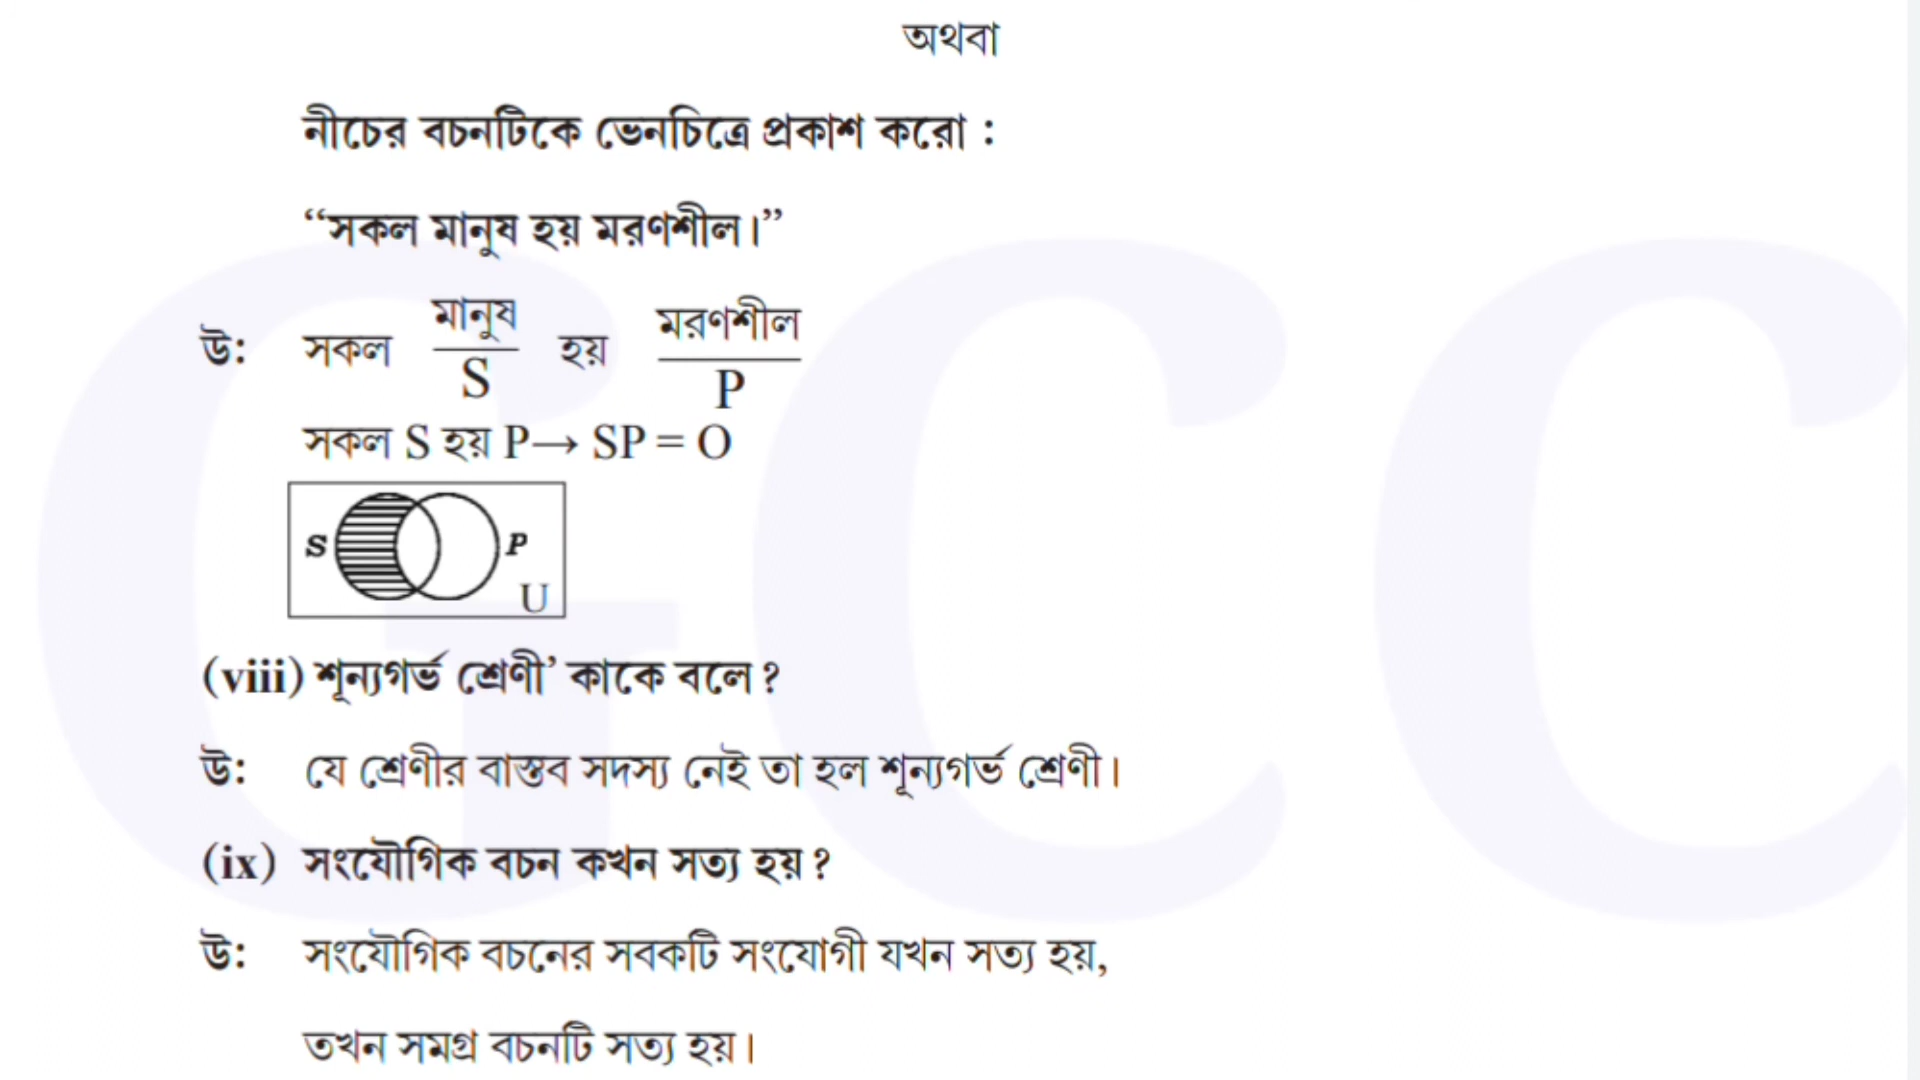 অথবা
নীচের বচনটিকে ভেনচিত্রে প্রকাশ করো :
“সকল মানুষ হয় মরণশীল।”
উ: সকল মানুষ/S হয় মরণশীল/P
সকল S হয় P→ SP = O
S P
U
(viii) শূন্যগর্ভ শ্রেণী’ কাকে বলে ?
উ: যে শ্রেণীর বাস্তব সদস্য নেই তা হল শূন্যগর্ভ শ্রেণী।
(ix) সংযৌগিক বচন কখন সত্য হয় ?
উ: সংযৌগিক বচনের সবকটি সংযোগী যখন সত্য হয়,
তখন সমগ্র বচনটি সত্য হয়।
GCC